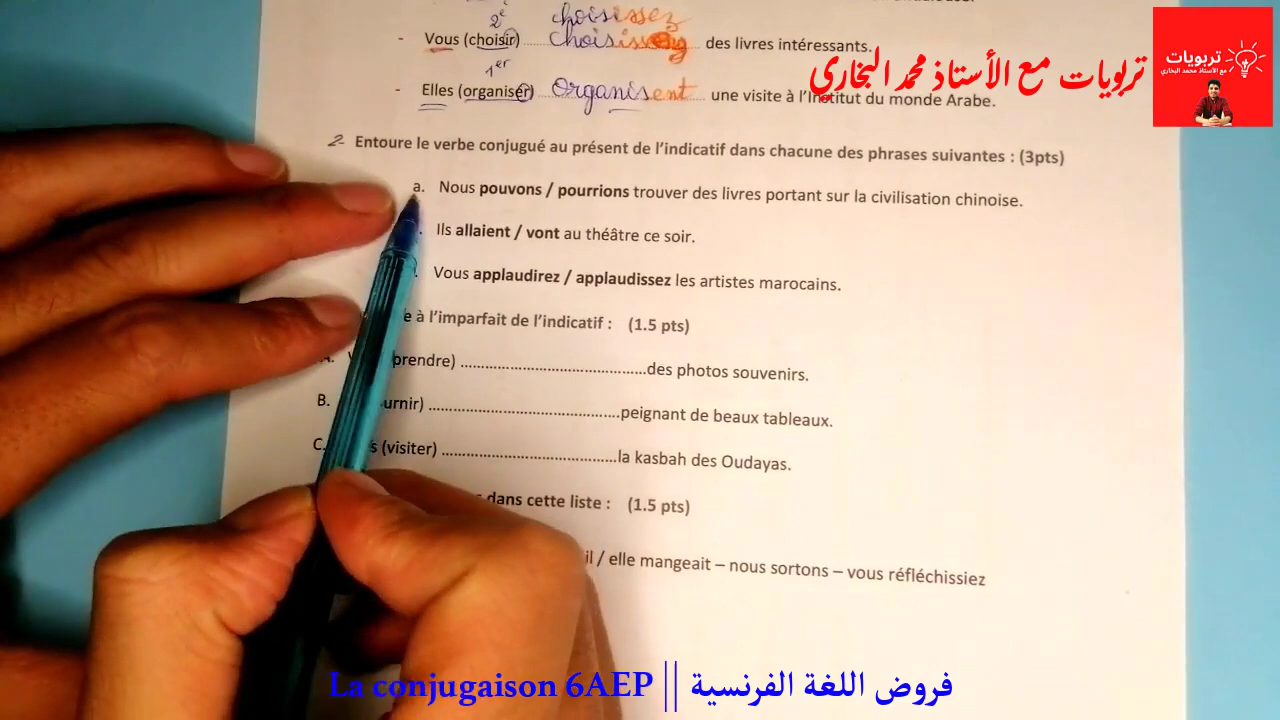 2è choisissez
- Vous (choisir) choisissez des livres intéressants.
1er
- Elles (organiser) organisent une visite à l'Institut du monde Arabe.
تربويات مع الأستاذ محمد البخاري
تربويات
مع الأستاذ محمد البخاري
2- Entoure le verbe conjugué au présent de l'indicatif dans chacune des phrases suivantes : (3pts)
a. Nous pouvons / pourrions trouver des livres portant sur la civilisation chinoise.
Ils allaient / vont au théâtre ce soir.
Vous applaudirez / applaudissez les artistes marocains.
à l'imparfait de l'indicatif : (1.5 pts)
prendre) ........................................des photos souvenirs.
B. ........................................peignant de beaux tableaux.
C. (visiter) ........................................la kasbah des Oudayas.
dans cette liste : (1.5 pts)
il / elle mangeait – nous sortons – vous réfléchissiez
La conjugaison 6AEP || فروض اللغة الفرنسية